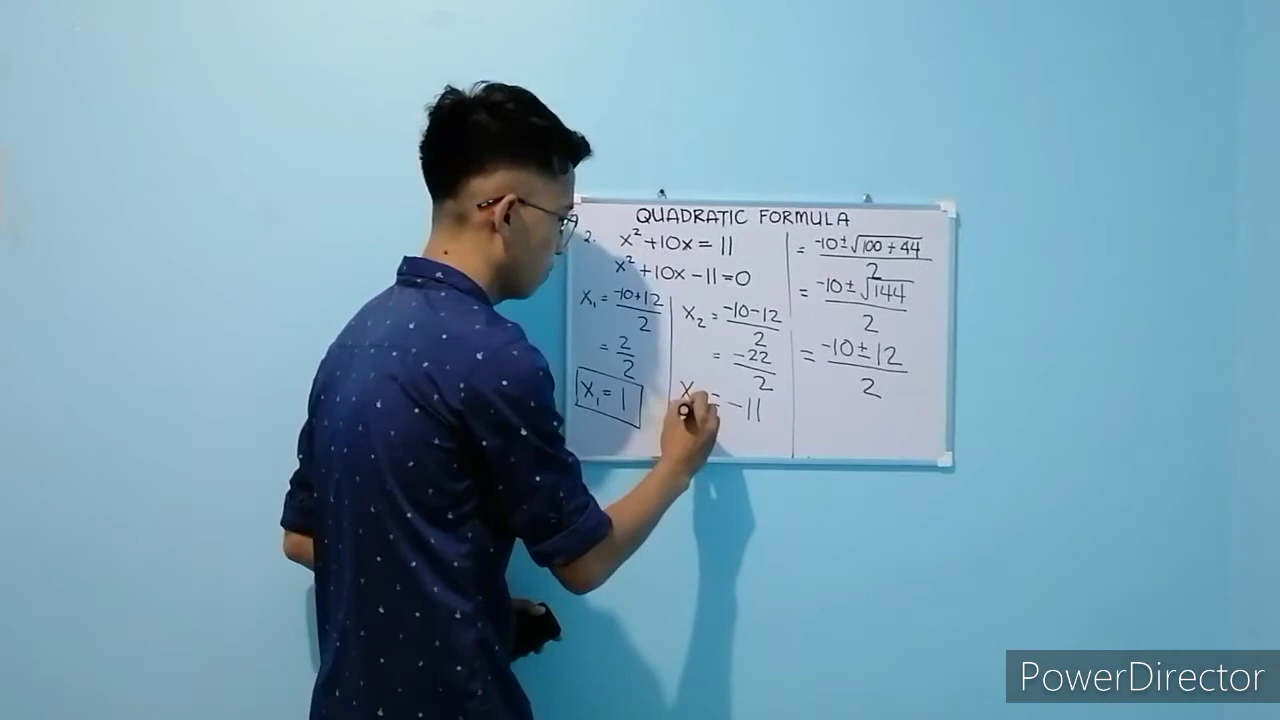 QUADRATIC FORMULA
2. x² + 10x = 11
x² + 10x - 11 = 0
x₁ = -10+12/2
= 2/2
x₁ = 1
x₂ = -10-12/2
= -22/2
x = -11
= -10 ± √100 + 44/2
= -10 ± √144/2
= -10 ± 12/2
PowerDirector